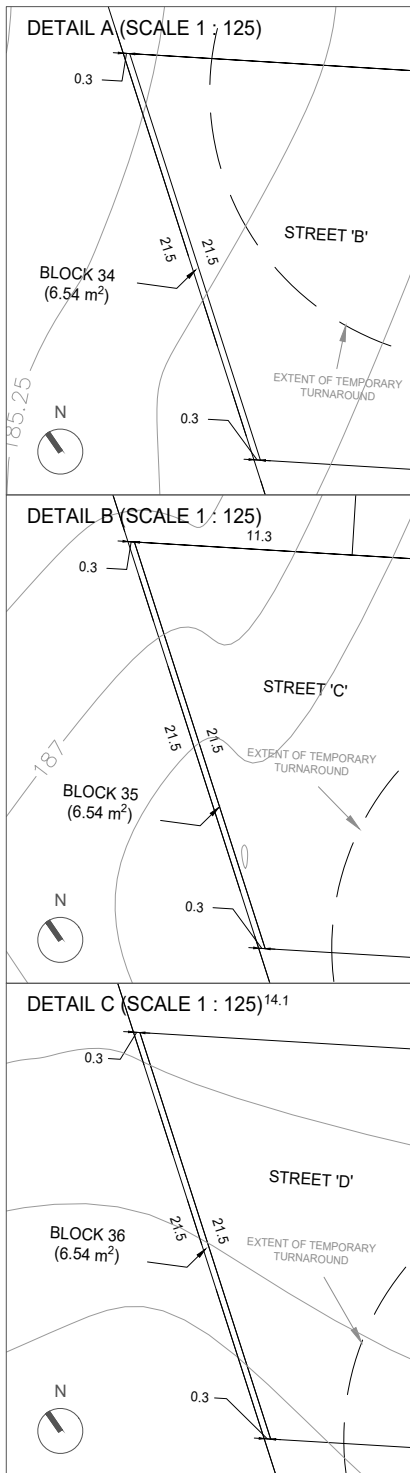 DETAIL A (SCALE 1 : 125)
0.3
STREET 'B'
21.5
21.5
BLOCK 34
(6.54 m²)
EXTENT OF TEMPORARY
TURNAROUND
185.25
N
0.3
DETAIL B (SCALE 1 : 125)
11.3
0.3
STREET 'C'
21.5
21.5
187
EXTENT OF TEMPORARY
TURNAROUND
BLOCK 35
(6.54 m²)
0.3
N
DETAIL C (SCALE 1 : 125)
14.1
0.3
STREET 'D'
21.5
21.5
BLOCK 36
(6.54 m²)
EXTENT OF TEMPORARY
TURNAROUND
N
0.3